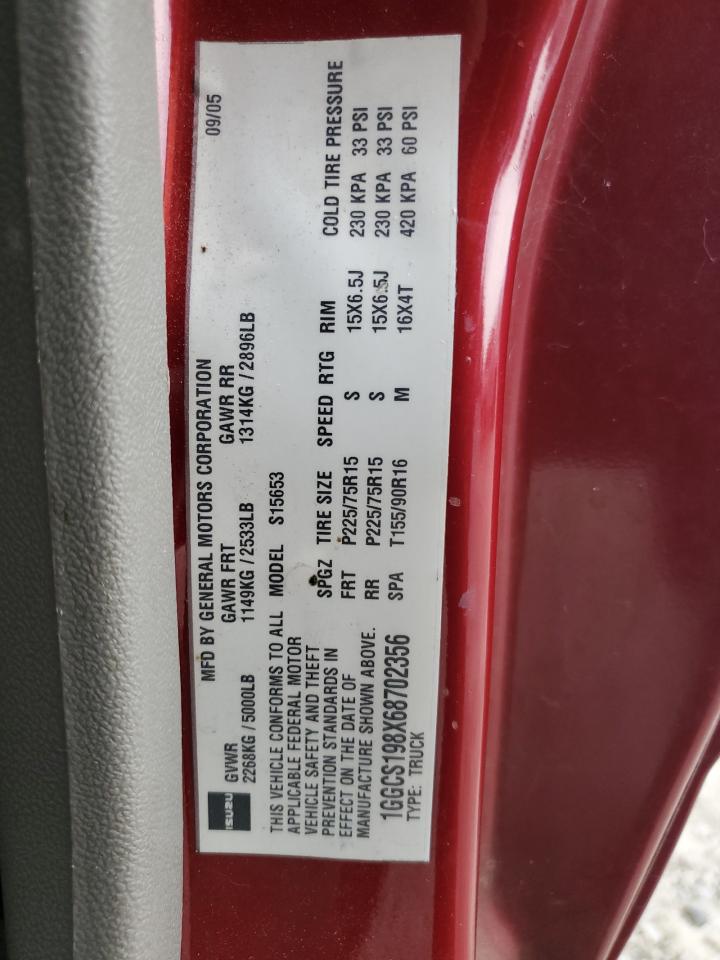 MFD BY GENERAL MOTORS CORPORATION 09/05
ISUZU
GVWR GAWR FRT GAWR RR
2268KG / 5000LB 1149KG / 2533LB 1314KG / 2896LB
THIS VEHICLE CONFORMS TO ALL
APPLICABLE FEDERAL MOTOR
VEHICLE SAFETY AND THEFT
PREVENTION STANDARDS IN
EFFECT ON THE DATE OF
MANUFACTURE SHOWN ABOVE.
1GGCS198X68702356
TYPE: TRUCK
MODEL S15653
SPGZ TIRE SIZE SPEED RTG RIM COLD TIRE PRESSURE
FRT P225/75R15 S 15X6.5J 230 KPA 33 PSI
RR P225/75R15 S 15X6.5J 230 KPA 33 PSI
SPA T155/90R16 M 16X4T 420 KPA 60 PSI